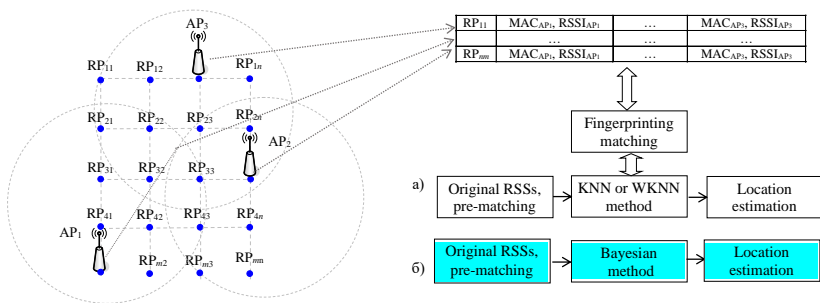 AP3
RP11 MACAP1, RSSIAP1 … MACAP3, RSSIAP3
… … …
RPnm MACAP1, RSSIAP1 … MACAP3, RSSIAP3
RP11 RP12 RP1n
RP21 RP22 RP23 RP2n
AP2
RP31 RP32 RP33
RP41 RP42 RP43 RP4n
AP1
RPm2 RPm3 RPmn
Fingerprinting
matching
а)
Original RSSs,
pre-matching
KNN or WKNN
method
Location
estimation
б)
Original RSSs,
pre-matching
Bayesian
method
Location
estimation